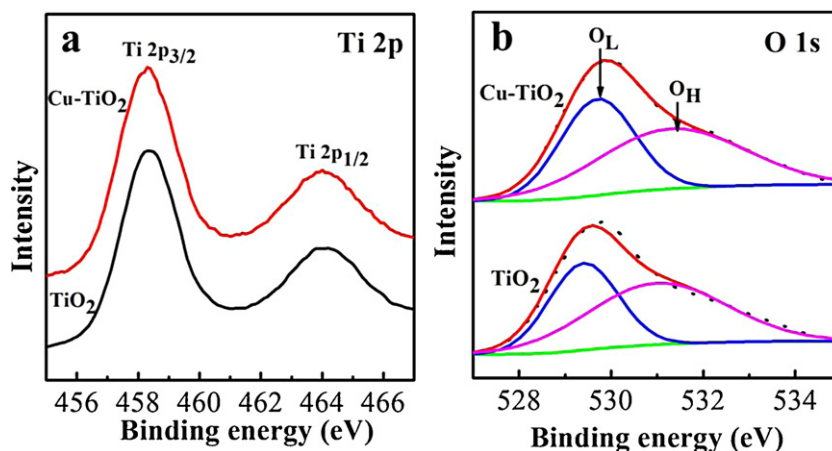 a
Ti 2p
Ti 2p3/2
Cu-TiO2
Ti 2p1/2
TiO2
Intensity
456 458 460 462 464 466
Binding energy (eV)
b
O 1s
OL
OH
Cu-TiO2
TiO2
Intensity
528 530 532 534
Binding energy (eV)